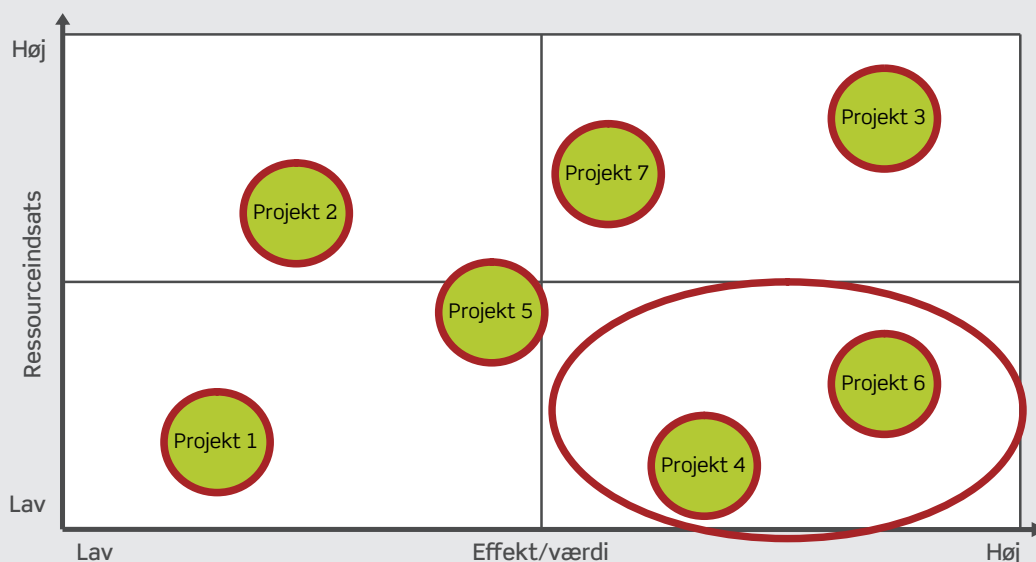 Høj
Projekt 3
Projekt 7
Projekt 2
Ressourceindsats
Projekt 5
Projekt 6
Projekt 1
Projekt 4
Lav
Lav
Effekt/værdi
Høj